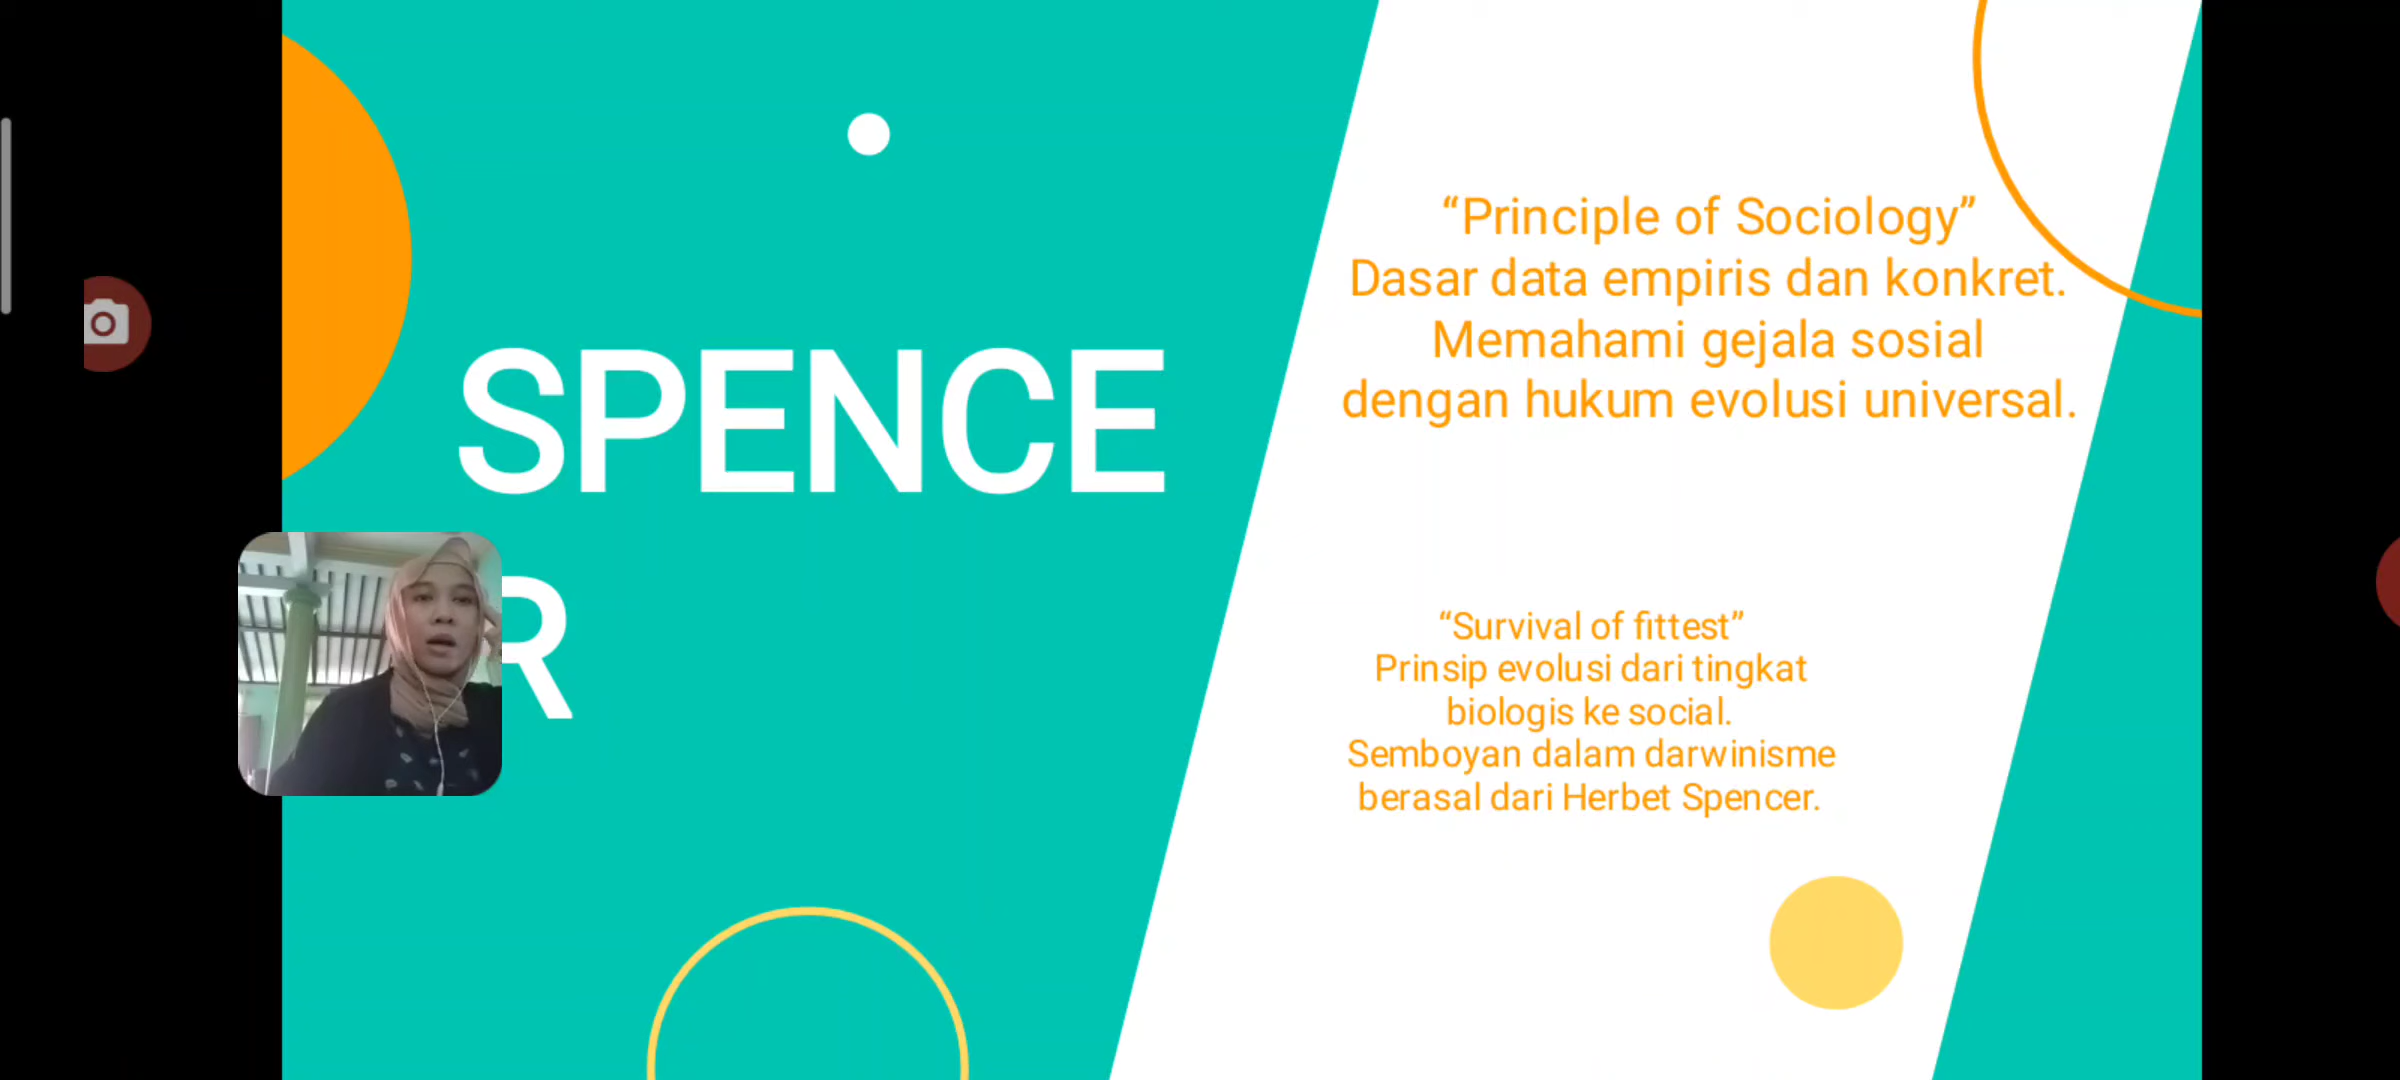 SPENCE
R
“Principle of Sociology”
Dasar data empiris dan konkret.
Memahami gejala sosial
dengan hukum evolusi universal.
“Survival of fittest”
Prinsip evolusi dari tingkat
biologis ke social.
Semboyan dalam darwinisme
berasal dari Herbet Spencer.